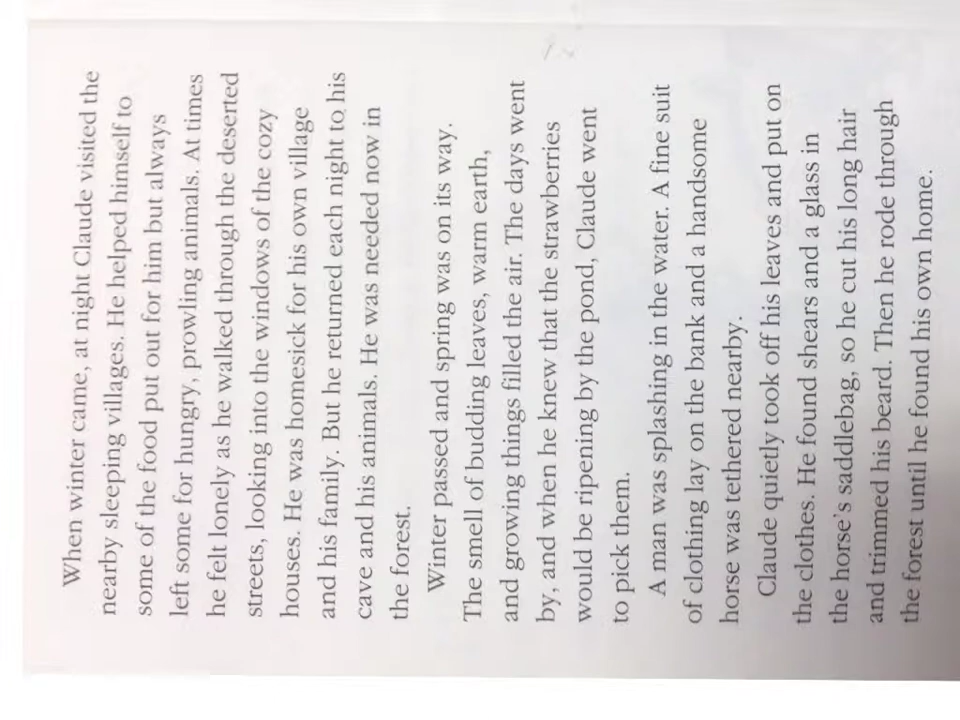 When winter came, at night Claude visited the
nearby sleeping villages. He helped himself to
some of the food put out for him but always
left some for hungry, prowling animals. At times
he felt lonely as he walked through the deserted
streets, looking into the windows of the cozy
houses. He was homesick for his own village
and his family. But he returned each night to his
cave and his animals. He was needed now in
the forest.
Winter passed and spring was on its way.
The smell of budding leaves, warm earth,
and growing things filled the air. The days went
by, and when he knew that the strawberries
would be ripening by the pond, Claude went
to pick them.
A man was splashing in the water. A fine suit
of clothing lay on the bank and a handsome
horse was tethered nearby.
Claude quietly took off his leaves and put on
the clothes. He found shears and a glass in
the horse's saddlebag, so he cut his long hair
and trimmed his beard. Then he rode through
the forest until he found his own home.